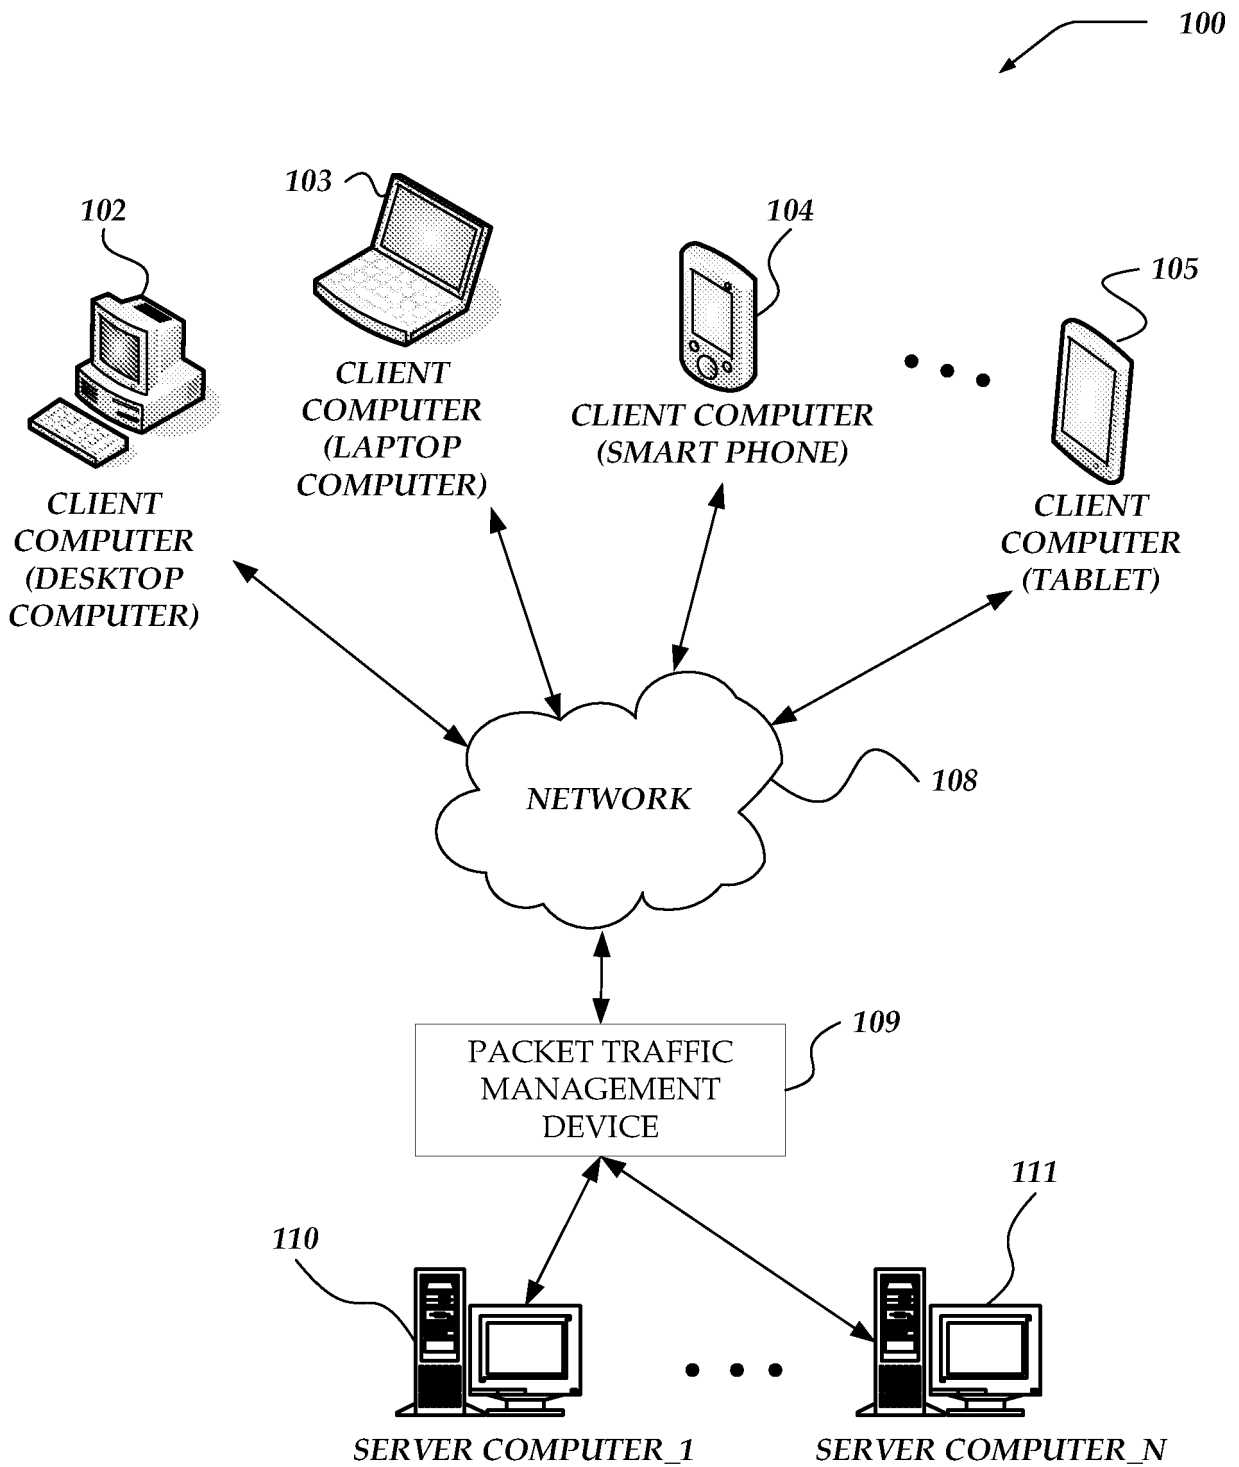 100
103
102
104
105
CLIENT
COMPUTER
(LAPTOP
COMPUTER)
CLIENT COMPUTER
(SMART PHONE)
CLIENT
COMPUTER
(DESKTOP
COMPUTER)
CLIENT
COMPUTER
(TABLET)
NETWORK
108
109
PACKET TRAFFIC
MANAGEMENT
DEVICE
111
110
SERVER COMPUTER_1
SERVER COMPUTER_N